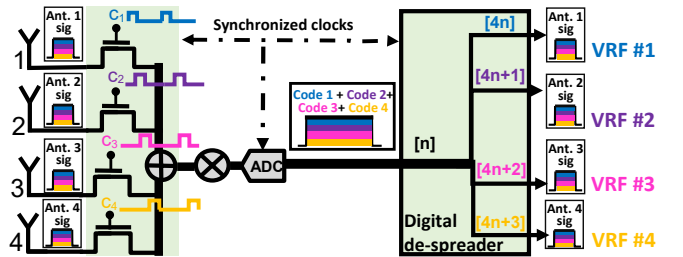 Ant. 1
sig
1
C1
Synchronized clocks
[4n]
Ant. 1
sig
VRF #1
Ant. 2
sig
2
C2
Code 1 + Code 2+
Code 3+ Code 4
[4n+1]
Ant. 2
sig
VRF #2
Ant. 3
sig
3
C3
ADC
[n]
[4n+2]
Ant. 3
sig
VRF #3
Ant. 4
sig
4
C4
Digital
de-spreader
[4n+3]
Ant. 4
sig
VRF #4